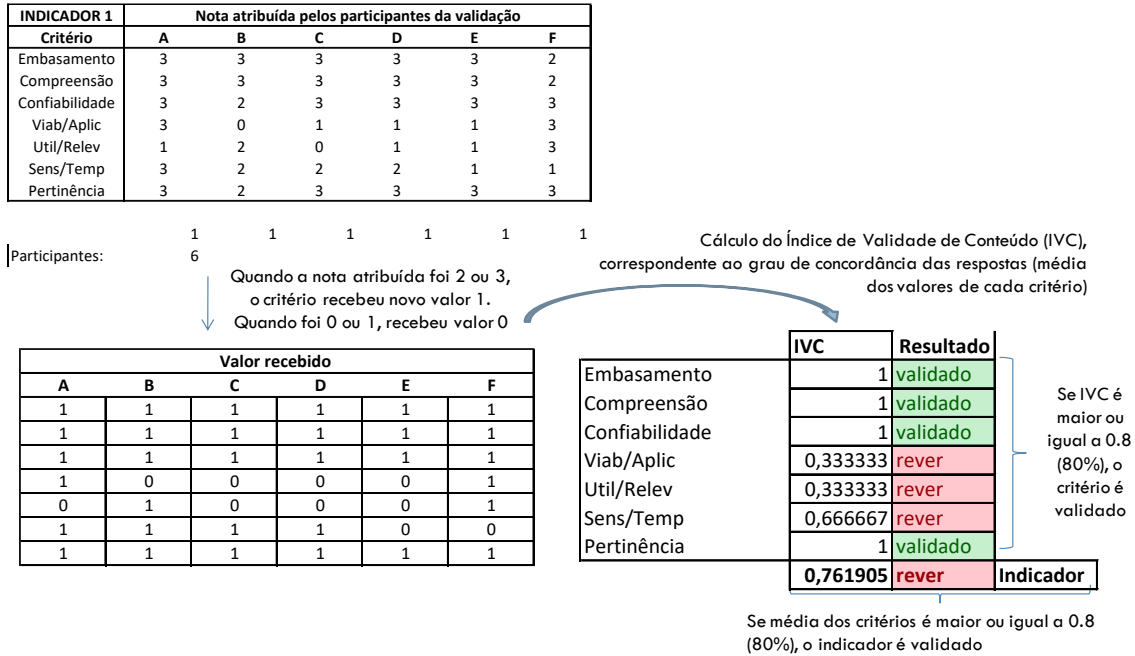 INDICADOR 1 Nota atribuída pelos participantes da validação
Critério A B C D E F
Embasamento 3 3 3 3 3 2
Compreensão 3 3 3 3 3 2
Confiabilidade 3 2 3 3 3 3
Viab/Aplic 3 0 1 1 1 3
Util/Relev 1 2 0 1 1 3
Sens/Temp 3 2 2 2 1 1
Pertinência 3 2 3 3 3 3
1 1 1 1 1 1
Participantes: 6
Quando a nota atribuída foi 2 ou 3,
o critério recebeu novo valor 1.
Quando foi 0 ou 1, recebeu valor 0
Cálculo do Índice de Validade de Conteúdo (IVC),
correspondente ao grau de concordância das respostas (média
dos valores de cada critério)
Valor recebido
A B C D E F
1 1 1 1 1 1
1 1 1 1 1 1
1 1 1 1 1 1
1 0 0 0 0 1
0 1 0 0 0 1
1 1 1 1 0 0
1 1 1 1 1 1
IVC Resultado
Embasamento 1 validado
Compreensão 1 validado
Confiabilidade 1 validado
Viab/Aplic 0,333333 rever
Util/Relev 0,333333 rever
Sens/Temp 0,666667 rever
Pertinência 1 validado
0,761905 rever Indicador
Se IVC é
maior ou
igual a 0.8
(80%), o
critério é
validado
Se média dos critérios é maior ou igual a 0.8
(80%), o indicador é validado